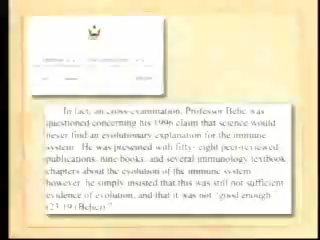 In fact, on cross-examination, Professor Behe was
questioned concerning his 1996 claim that science would
never find an evolutionary explanation for the immune
system. He was presented with fifty- eight peer-reviewed
publications, nine books, and several immunology textbook
chapters about the evolution of the immune system
however, he simply insisted that this was still not sufficient
evidence of evolution, and that it was not "good enough
(23:19 (Behe)) "